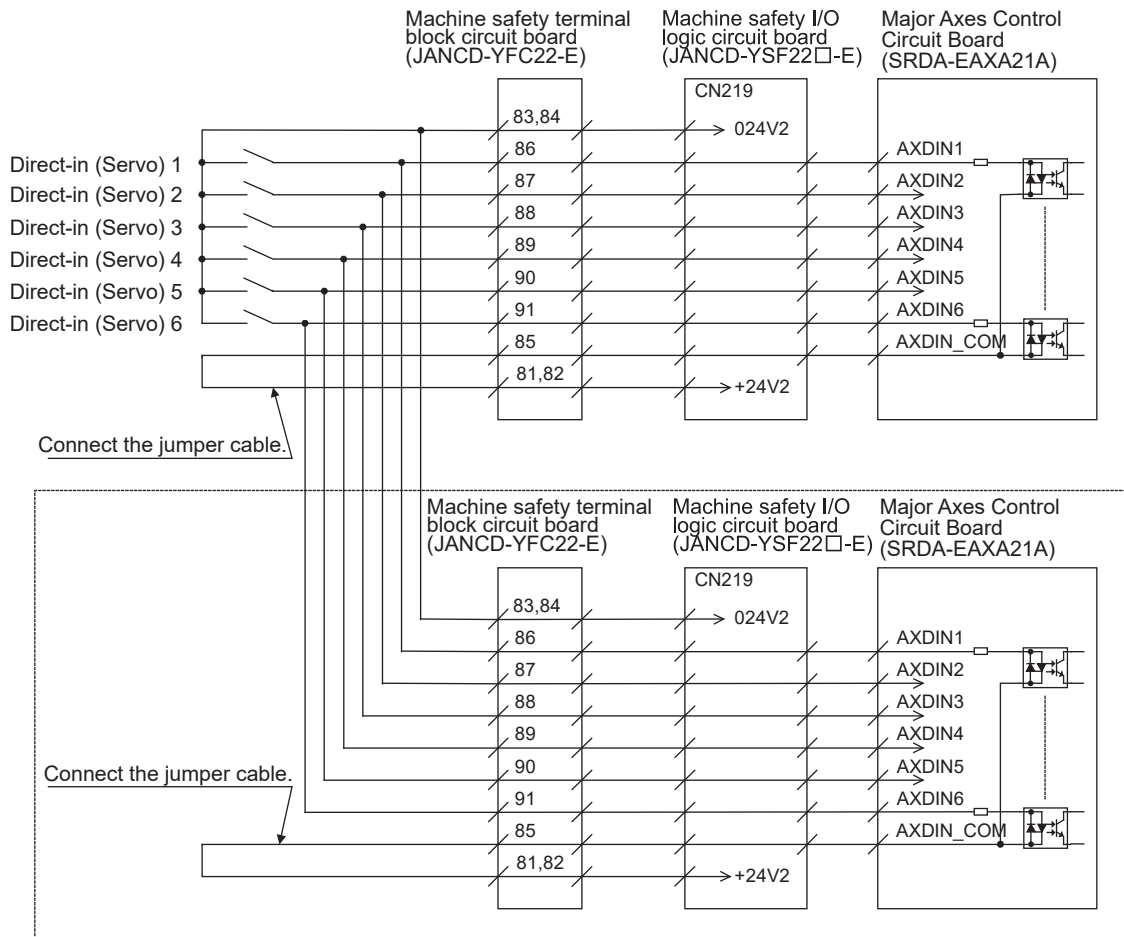 Machine safety terminal
block circuit board
(JANCD-YFC22-E)
Machine safety I/O
logic circuit board
(JANCD-YSF22□-E)
Major Axes Control
Circuit Board
(SRDA-EAXA21A)
CN219
83,84
024V2
Direct-in (Servo) 1
86
AXDIN1
Direct-in (Servo) 2
87
AXDIN2
Direct-in (Servo) 3
88
AXDIN3
Direct-in (Servo) 4
89
AXDIN4
Direct-in (Servo) 5
90
AXDIN5
Direct-in (Servo) 6
91
AXDIN6
85
AXDIN_COM
81,82
+24V2
Connect the jumper cable.
Machine safety terminal
block circuit board
(JANCD-YFC22-E)
Machine safety I/O
logic circuit board
(JANCD-YSF22□-E)
Major Axes Control
Circuit Board
(SRDA-EAXA21A)
CN219
83,84
024V2
86
AXDIN1
87
AXDIN2
88
AXDIN3
89
AXDIN4
90
AXDIN5
91
AXDIN6
85
AXDIN_COM
81,82
+24V2
Connect the jumper cable.